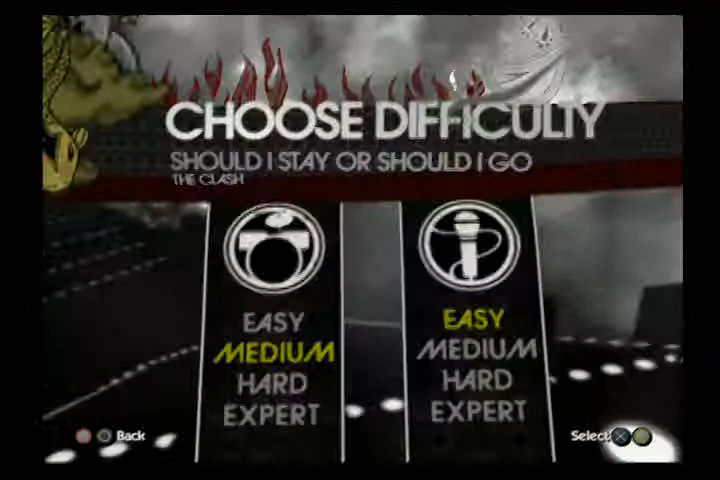 CHOOSE DIFFICULTY
SHOULD I STAY OR SHOULD I GO
THE CLASH
EASY
MEDIUM
HARD
EXPERT
EASY
MEDIUM
HARD
EXPERT
Back
Select